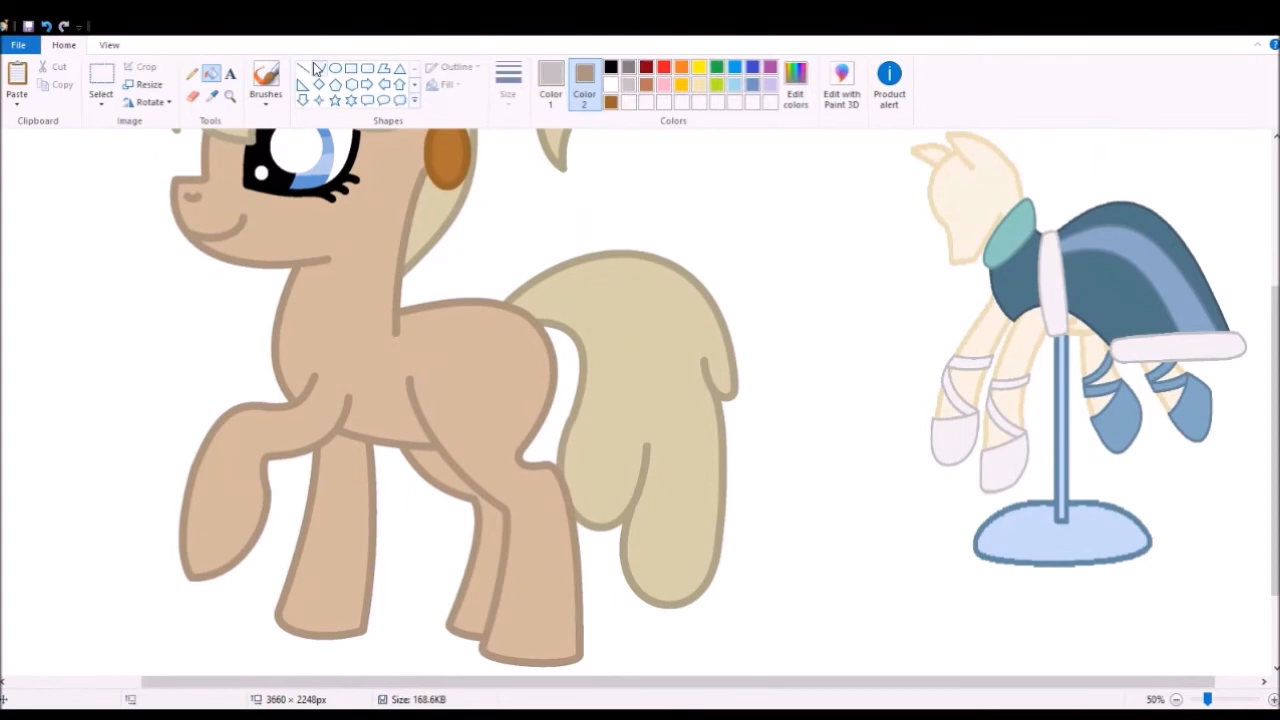 File Home View
Paste
Cut
Copy
Clipboard
Select
Crop
Resize
Rotate
Image
A
Tools
Brushes
Outline
Fill
Shapes
Size
Color 1
Color 2
Edit colors
Colors
Edit with Paint 3D
Product alert
3660 × 2248px
Size: 168.6KB
50%